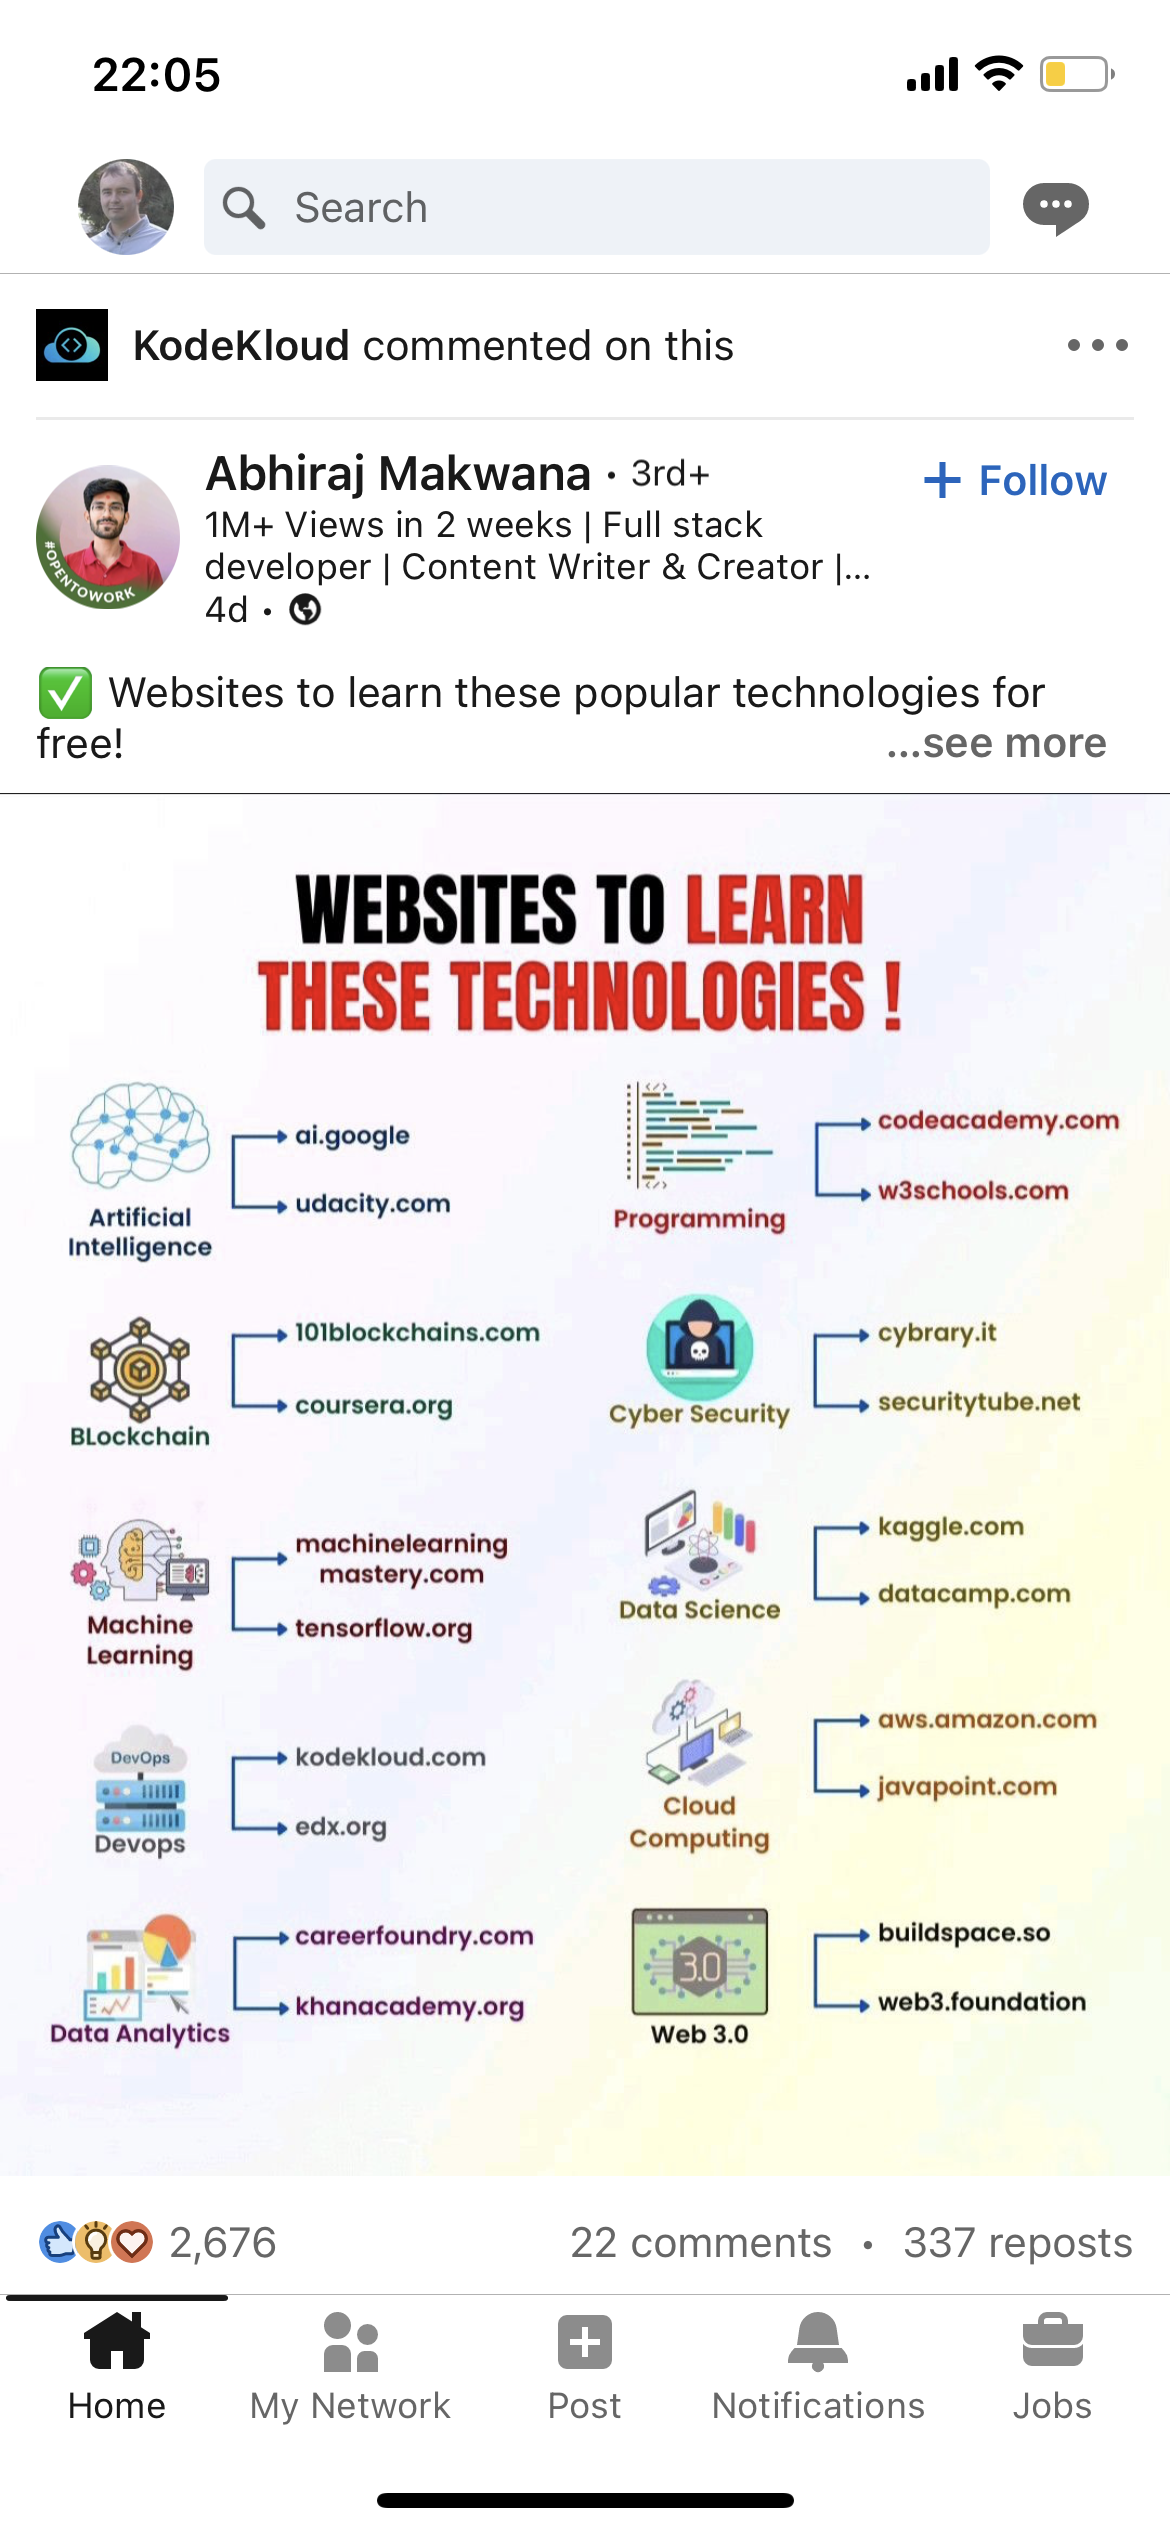 22:05
Search
KodeKloud commented on this
Abhiraj Makwana • 3rd+
+ Follow
1M+ Views in 2 weeks | Full stack
developer | Content Writer & Creator |...
4d •
#OPENTOWORK
✅ Websites to learn these popular technologies for
free!
...see more
WEBSITES TO LEARN
THESE TECHNOLOGIES !
Artificial
Intelligence
ai.google
udacity.com
</>
</>
Programming
codeacademy.com
w3schools.com
BLockchain
101blockchains.com
coursera.org
Cyber Security
cybrary.it
securitytube.net
Machine
Learning
machinelearning
mastery.com
tensorflow.org
Data Science
kaggle.com
datacamp.com
DevOps
Devops
kodekloud.com
edx.org
Cloud
Computing
aws.amazon.com
javapoint.com
Data Analytics
careerfoundry.com
khanacademy.org
3.0
Web 3.0
buildspace.so
web3.foundation
2,676
22 comments • 337 reposts
Home
My Network
Post
Notifications
Jobs